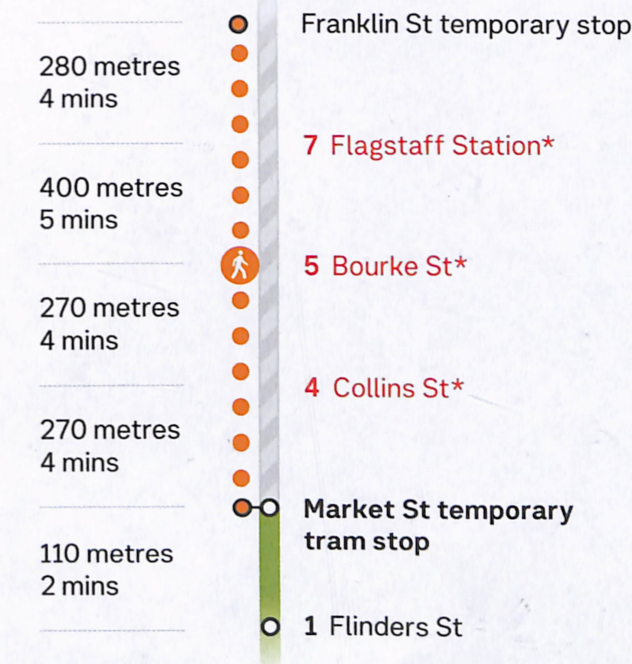 Franklin St temporary stop
280 metres
4 mins
7 Flagstaff Station*
400 metres
5 mins
5 Bourke St*
270 metres
4 mins
4 Collins St*
270 metres
4 mins
Market St temporary
tram stop
110 metres
2 mins
1 Flinders St